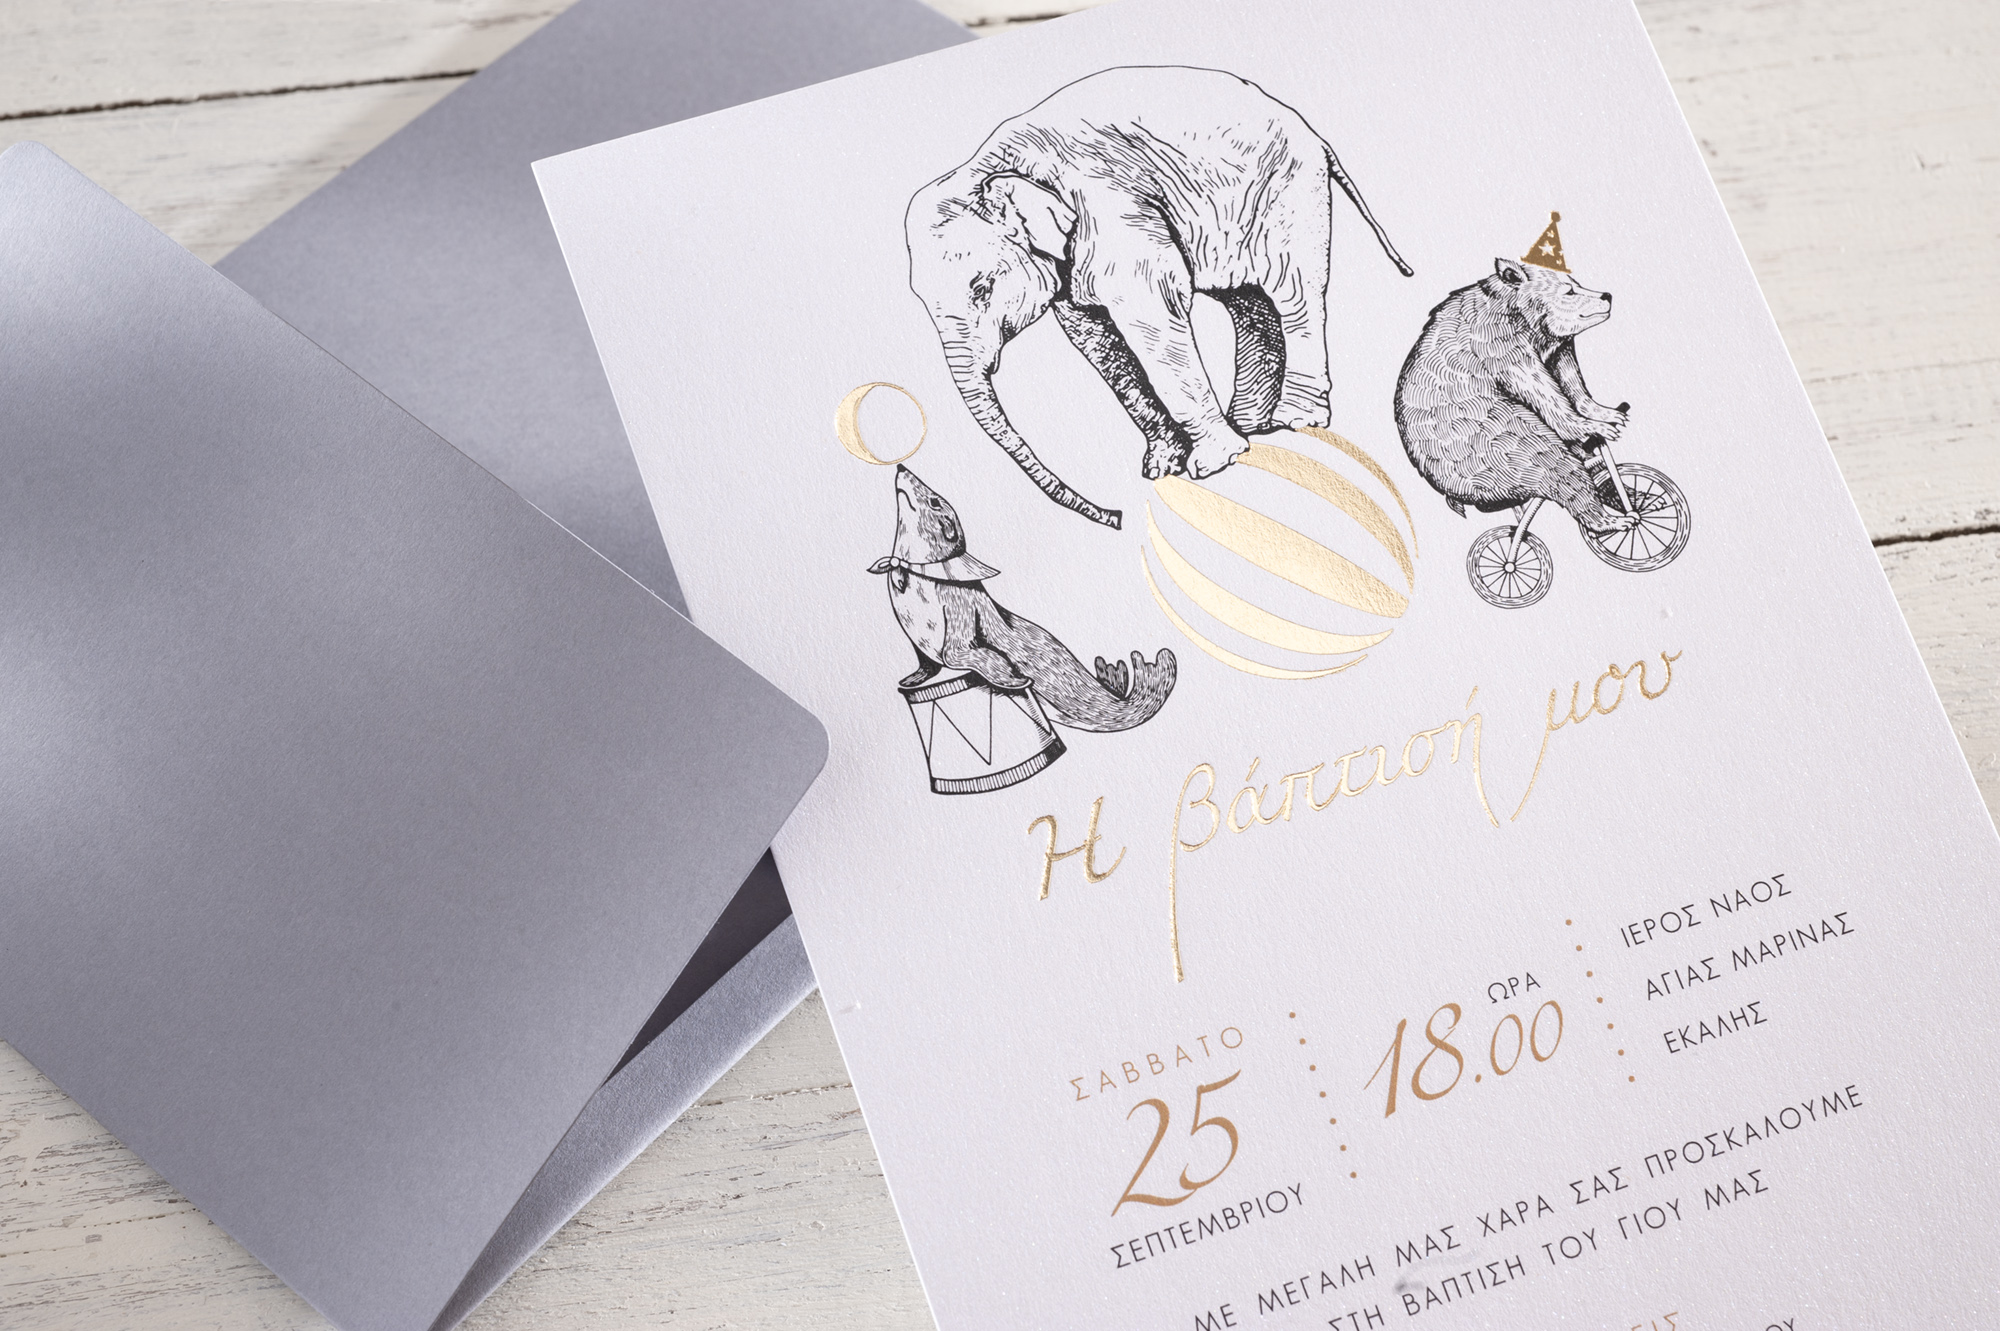 Η βάπτισή μου
ΣΑΒΒΑΤΟ
25
ΣΕΠΤΕΜΒΡΙΟΥ
ΩΡΑ
18.00
ΙΕΡΟΣ ΝΑΟΣ
ΑΓΙΑΣ ΜΑΡΙΝΑΣ
ΕΚΑΛΗΣ
ΜΕ ΜΕΓΑΛΗ ΜΑΣ ΧΑΡΑ ΣΑΣ ΠΡΟΣΚΑΛΟΥΜΕ
ΣΤΗ ΒΑΠΤΙΣΗ ΤΟΥ ΓΙΟΥ ΜΑΣ